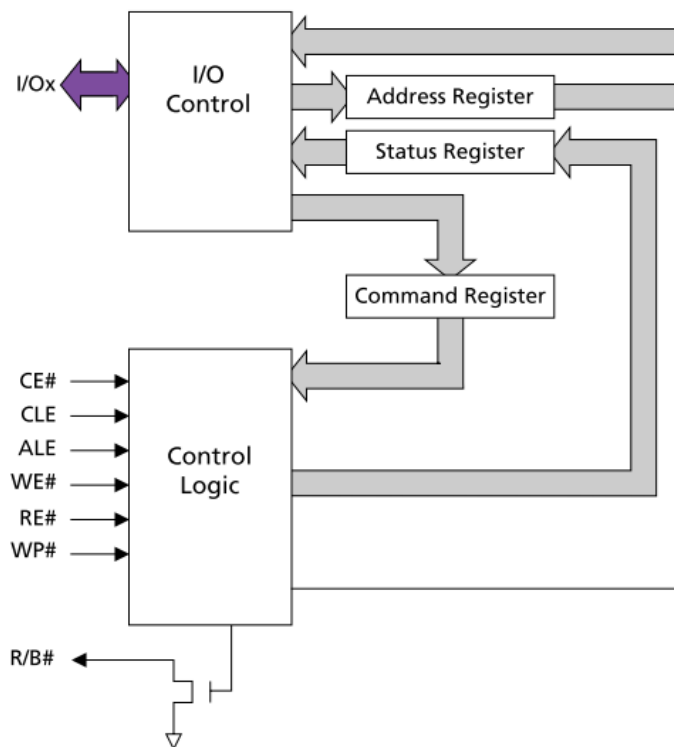 I/Ox
I/O
Control
Address Register
Status Register
Command Register
CE#
CLE
ALE
WE#
RE#
WP#
Control
Logic
R/B#